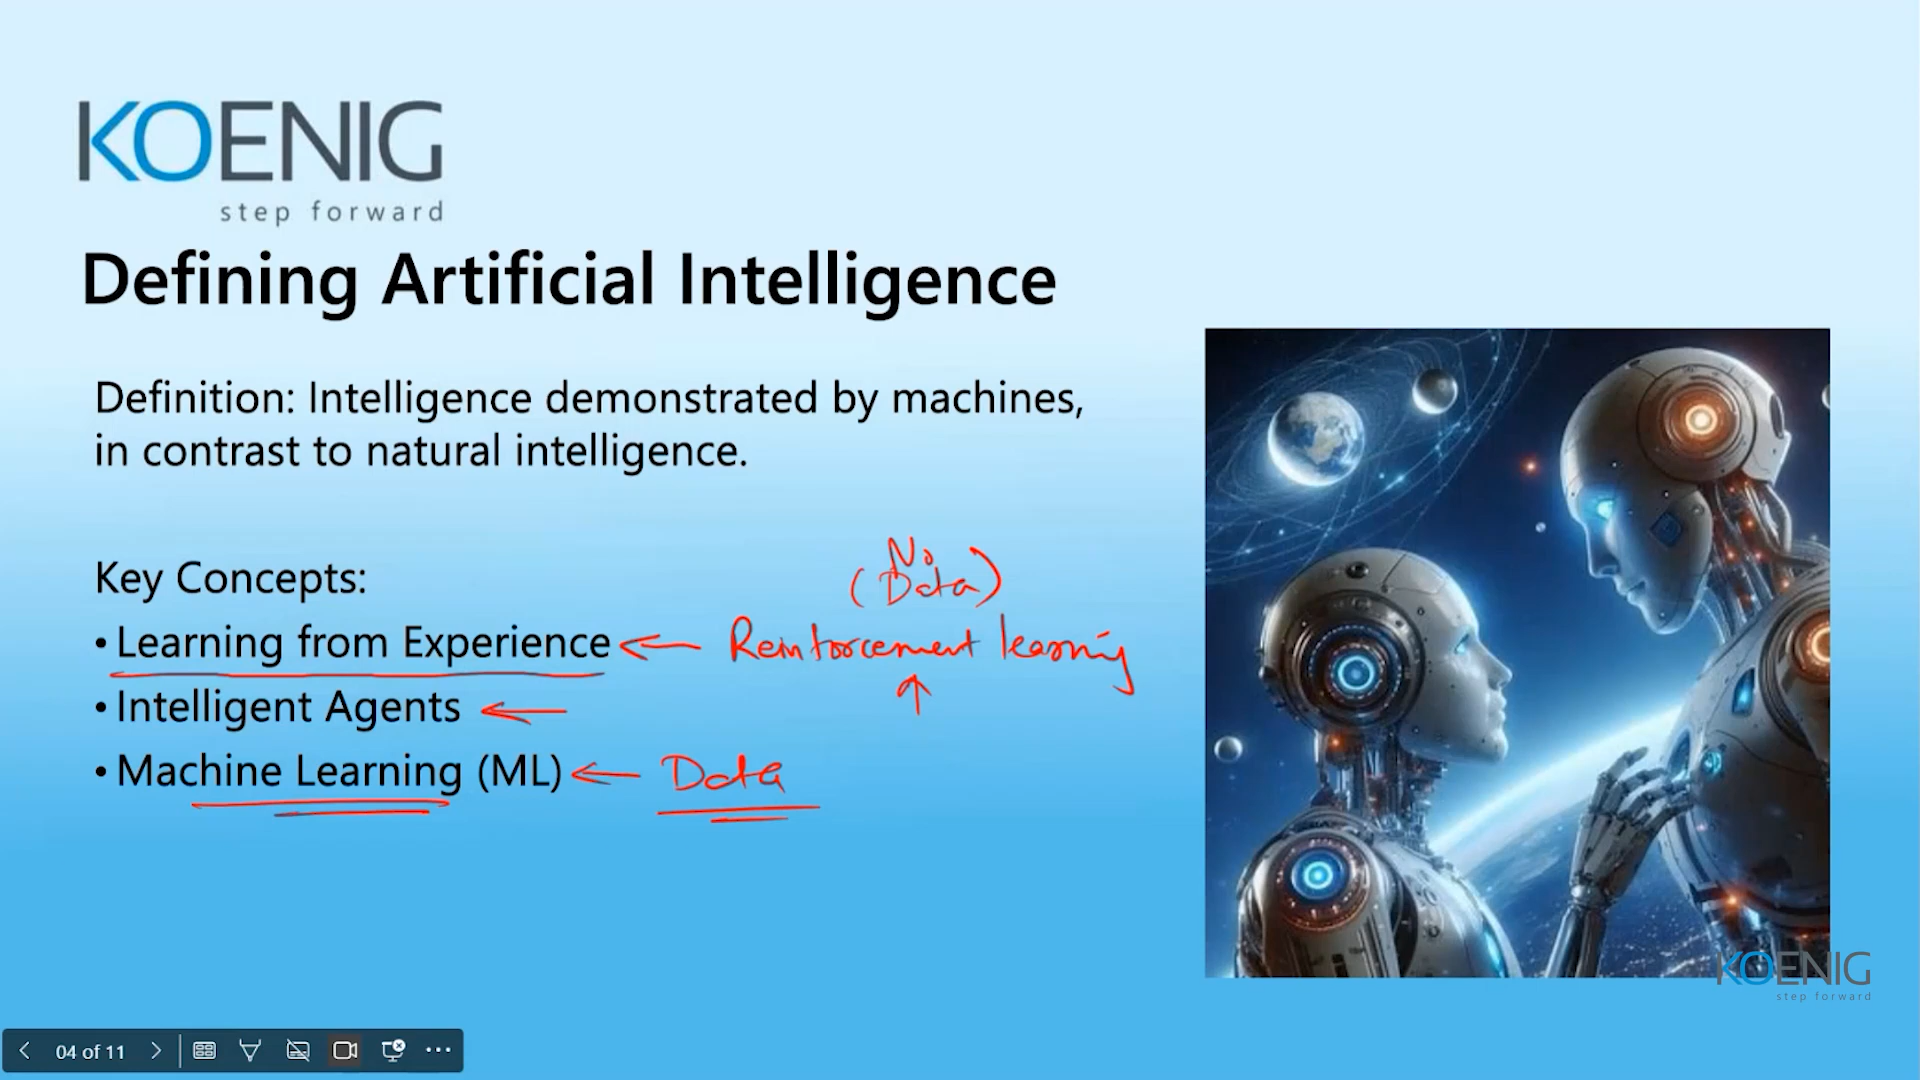 KOENIG
step forward
Defining Artificial Intelligence
Definition: Intelligence demonstrated by machines,
in contrast to natural intelligence.
Key Concepts:
No
(Data)
• Learning from Experience ← Reinforcement learning
↑
• Intelligent Agents ←
• Machine Learning (ML) ← Data
KOENIG
step forward
04 of 11